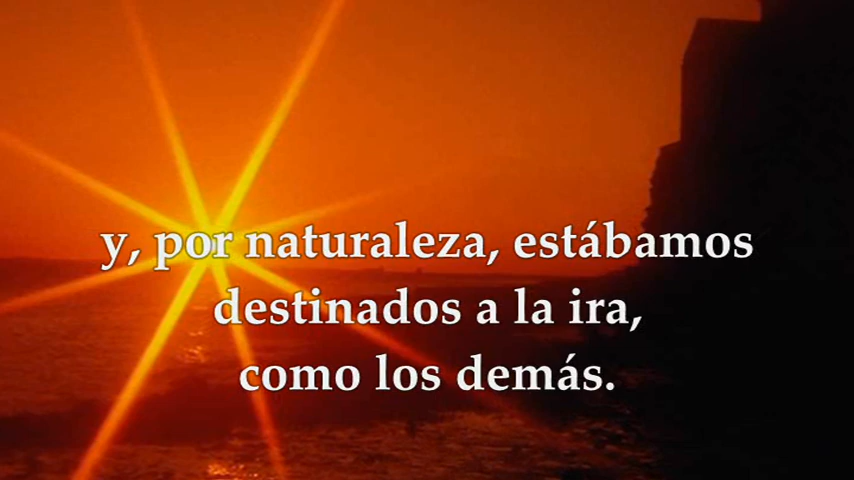 y, por naturaleza, estábamos
destinados a la ira,
como los demás.